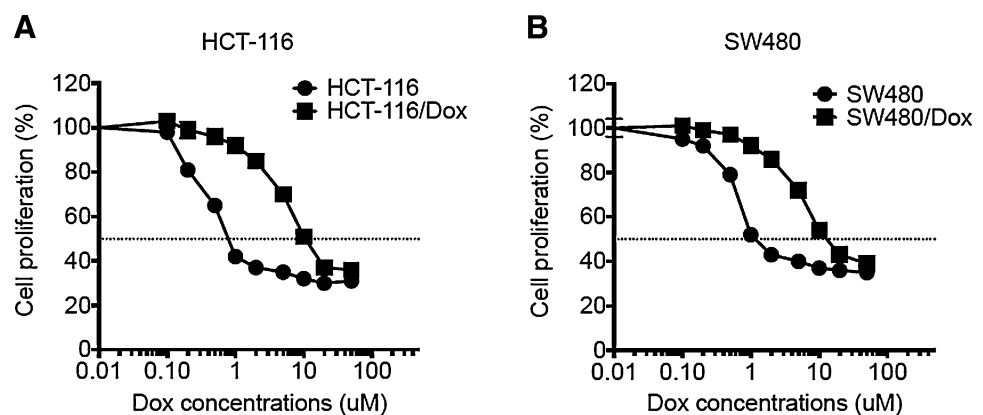 A
HCT-116
HCT-116
HCT-116/Dox
Cell proliferation (%)
120
100
80
60
40
20
0
0.01 0.10 1 10 100
Dox concentrations (uM)
B
SW480
SW480
SW480/Dox
Cell proliferation (%)
120
100
80
60
40
20
0
0.01 0.10 1 10 100
Dox concentrations (uM)